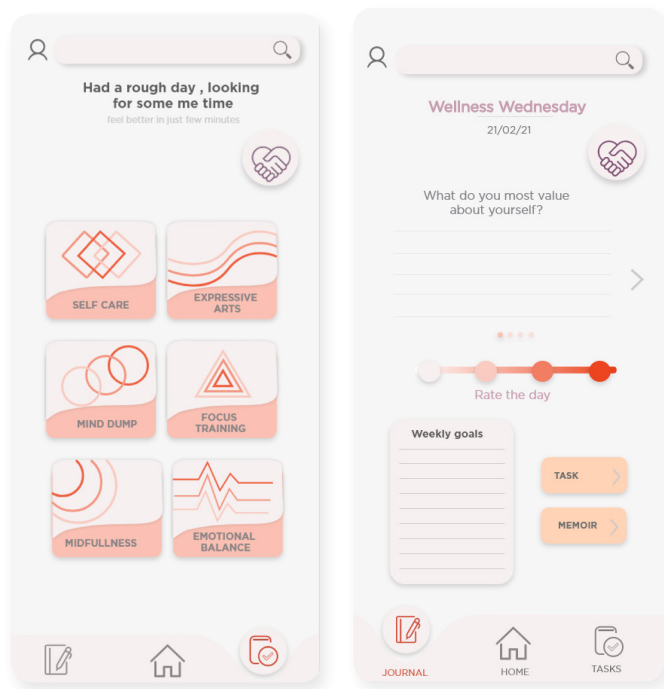 Had a rough day , looking
for some me time
feel better in just few minutes
SELF CARE
EXPRESSIVE
ARTS
MIND DUMP
FOCUS
TRAINING
MIDFULLNESS
EMOTIONAL
BALANCE
Wellness Wednesday
21/02/21
What do you most value
about yourself?
Rate the day
Weekly goals
TASK
MEMOIR
JOURNAL
HOME
TASKS